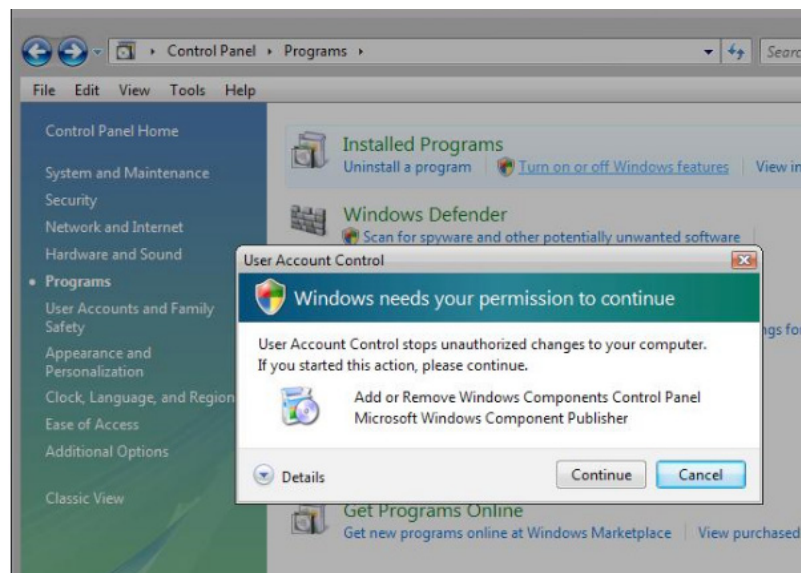 Control Panel Programs
Searc
File Edit View Tools Help
Control Panel Home
System and Maintenance
Security
Network and Internet
Hardware and Sound
Programs
User Accounts and Family
Safety
Appearance and
Personalization
Clock, Language, and Region
Ease of Access
Additional Options
Classic View
Installed Programs
Uninstall a program Turn on or off Windows features View in
Windows Defender
Scan for spyware and other potentially unwanted software
ngs for
User Account Control
Windows needs your permission to continue
User Account Control stops unauthorized changes to your computer.
If you started this action, please continue.
Add or Remove Windows Components Control Panel
Microsoft Windows Component Publisher
Details Continue Cancel
Get Programs Online
Get new programs online at Windows Marketplace View purchased